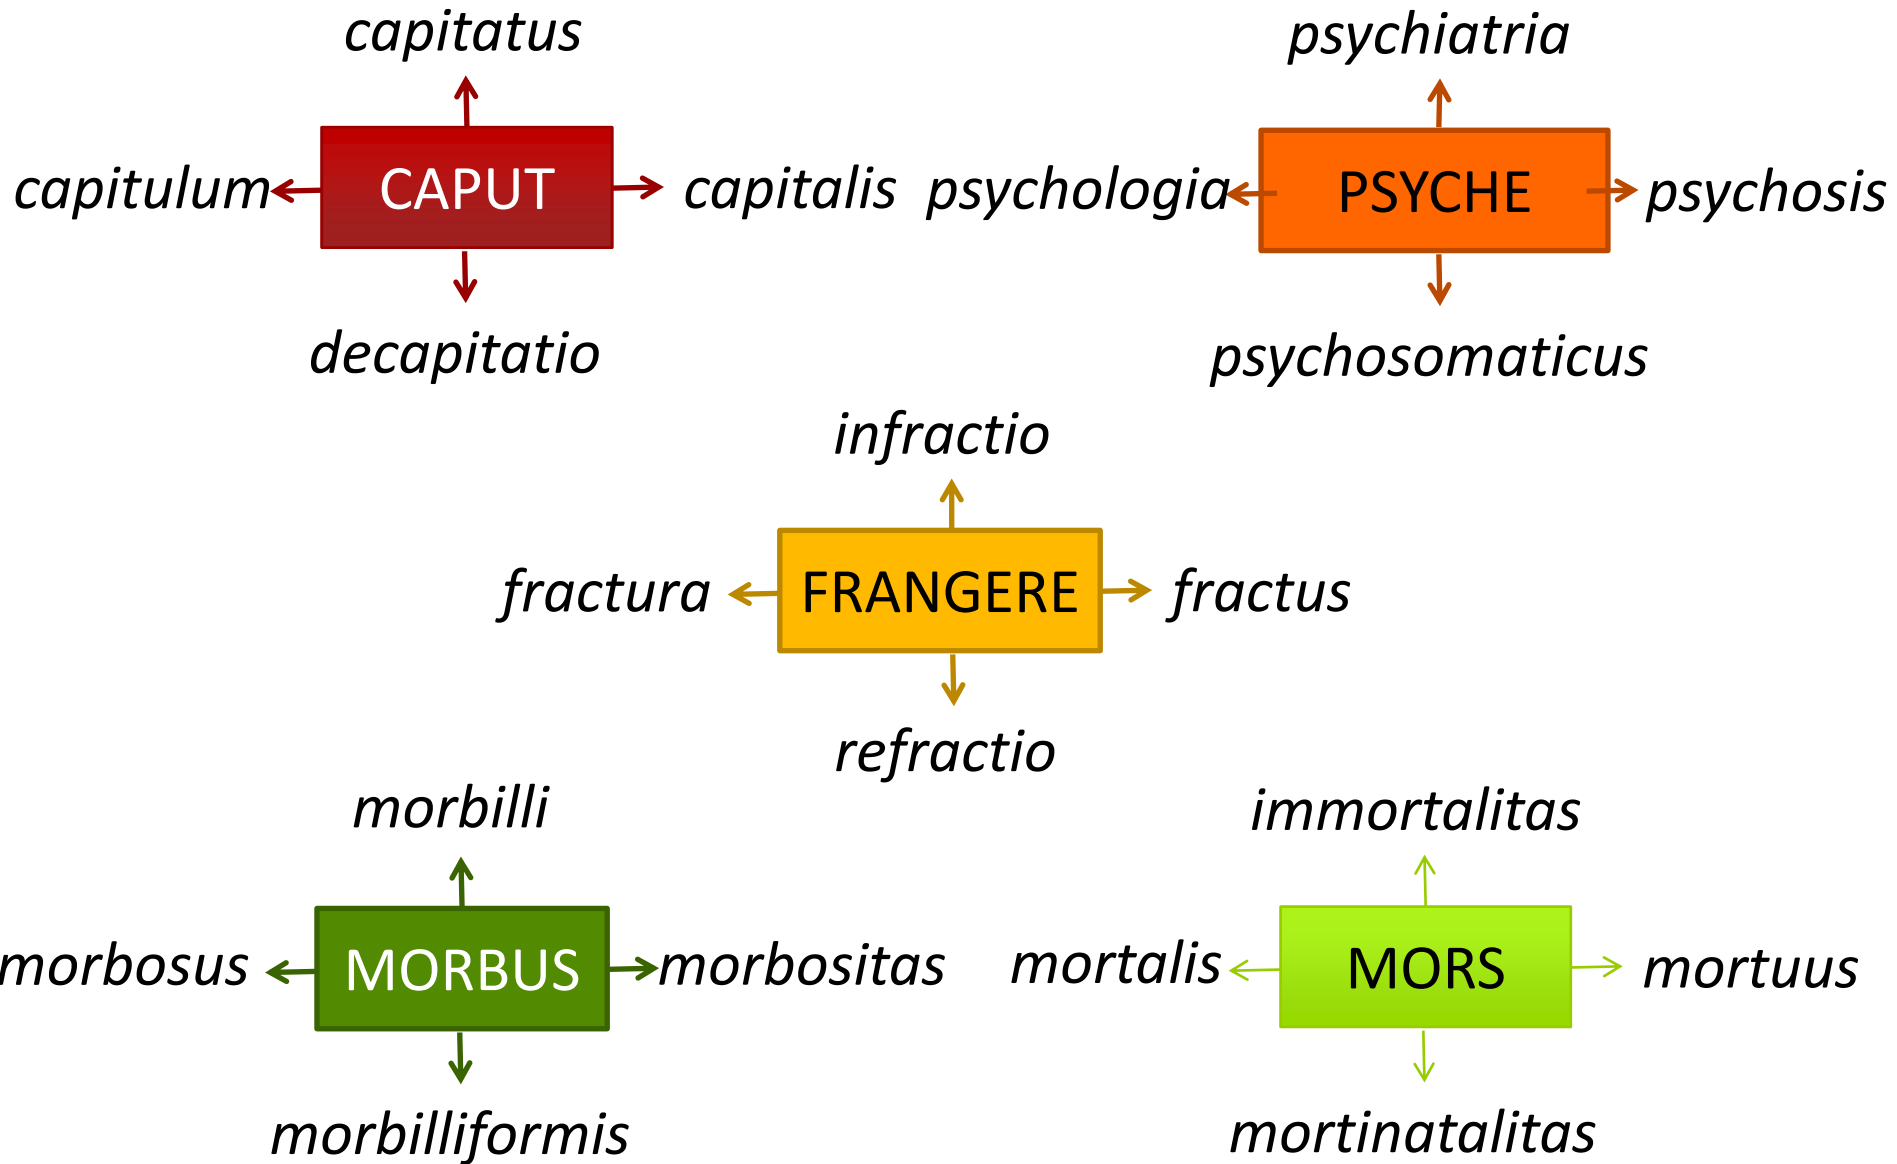 capitatus
capitulum
CAPUT
capitalis
decapitatio
psychiatria
psychologia
PSYCHE
psychosis
psychosomaticus
infractio
fractura
FRANGERE
fractus
refractio
morbilli
morbosus
MORBUS
morbositas
morbilliformis
immortalitas
mortalis
MORS
mortuus
mortinatalitas